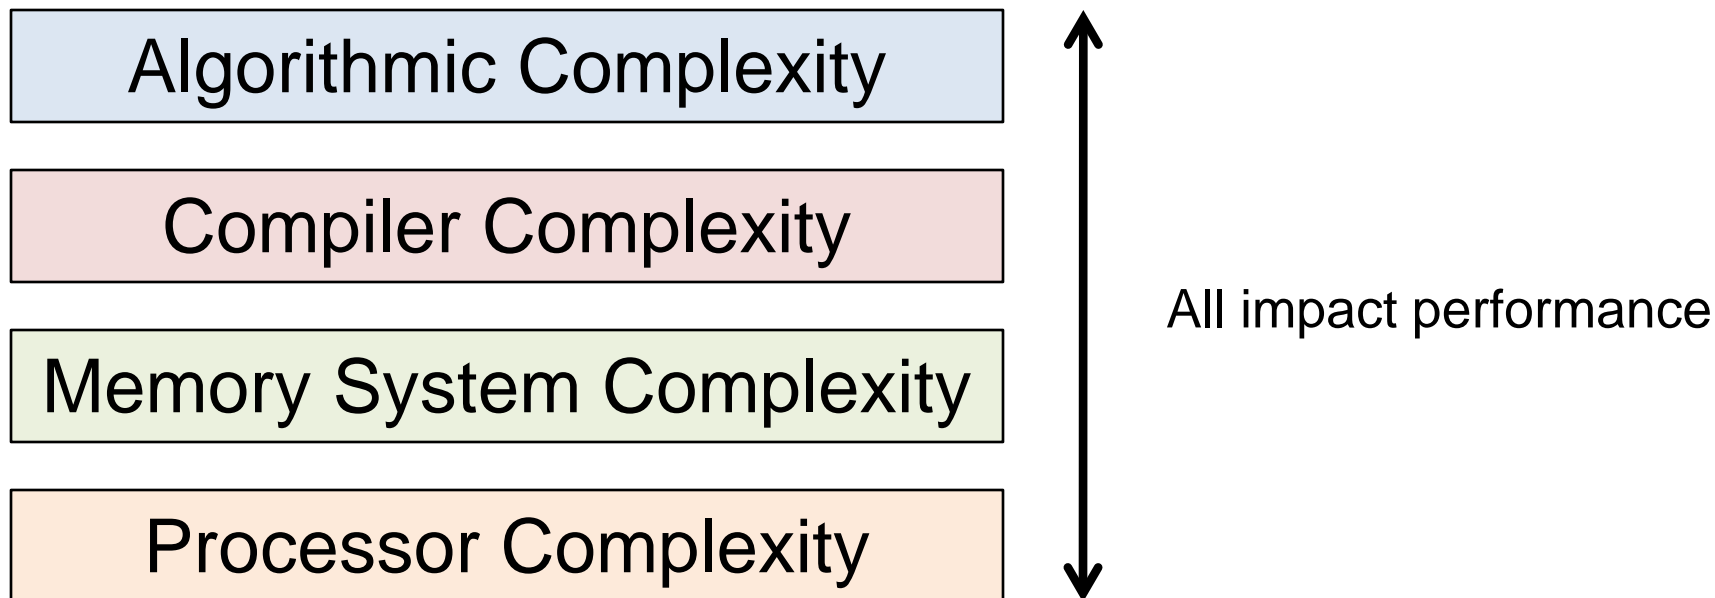 Algorithmic Complexity
Compiler Complexity
All impact performance
Memory System Complexity
Processor Complexity